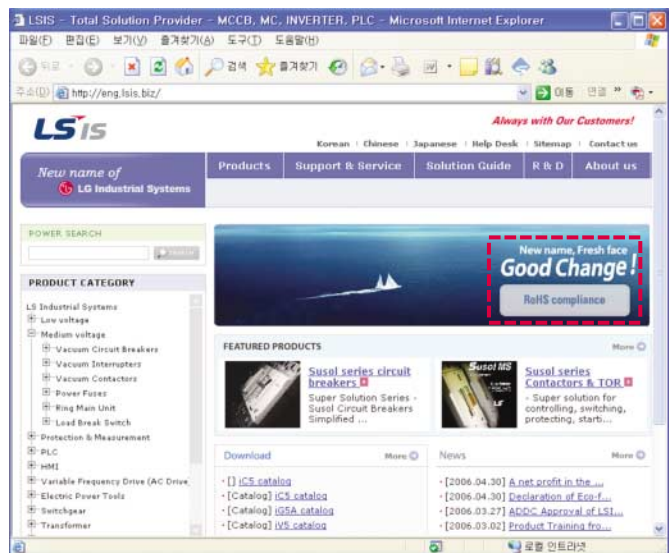 LSIS - Total Solution Provider - MCCB, MC, INVERTER, PLC - Microsoft Internet Explorer
파일(F) 편집(E) 보기(V) 즐겨찾기(A) 도구(T) 도움말(H)
뒤로 검색 즐겨찾기
주소(D) http://eng.lsis.biz/ 이동 연결 »
LSIS
Always with Our Customers!
Korean | Chinese | Japanese | Help Desk | Sitemap | Contact us
New name of
LG Industrial Systems
Products Support & Service Solution Guide R & D About us
POWER SEARCH
Search
New name, Fresh face
Good Change!
RoHS compliance
PRODUCT CATEGORY
LS Industrial Systems
Low voltage
Medium voltage
Vacuum Circuit Breakers
Vacuum Interrupters
Vacuum Contactors
Power Fuses
Ring Main Unit
Load Break Switch
Protection & Measurement
PLC
HMI
Variable Frequency Drive (AC Drive
Electric Power Tools
Switchgear
Transformer
FEATURED PRODUCTS More
Susol series circuit
breakers
Super Solution Series -
Susol Circuit Breakers
Simplified ...
Susol MS
Susol series
Contactors & TOR
- Super solution for
controlling, switching,
protecting, starti...
Download More
· [] iC5 catalog
· [Catalog] iC5 catalog
· [Catalog] iG5A catalog
· [Catalog] iV5 catalog
News More
· [2006.04.30] A net profit in the ...
· [2006.04.30] Declaration of Eco-f...
· [2006.03.27] ADDC Approval of LSI...
· [2006.03.02] Product Training fro...
로컬 인트라넷